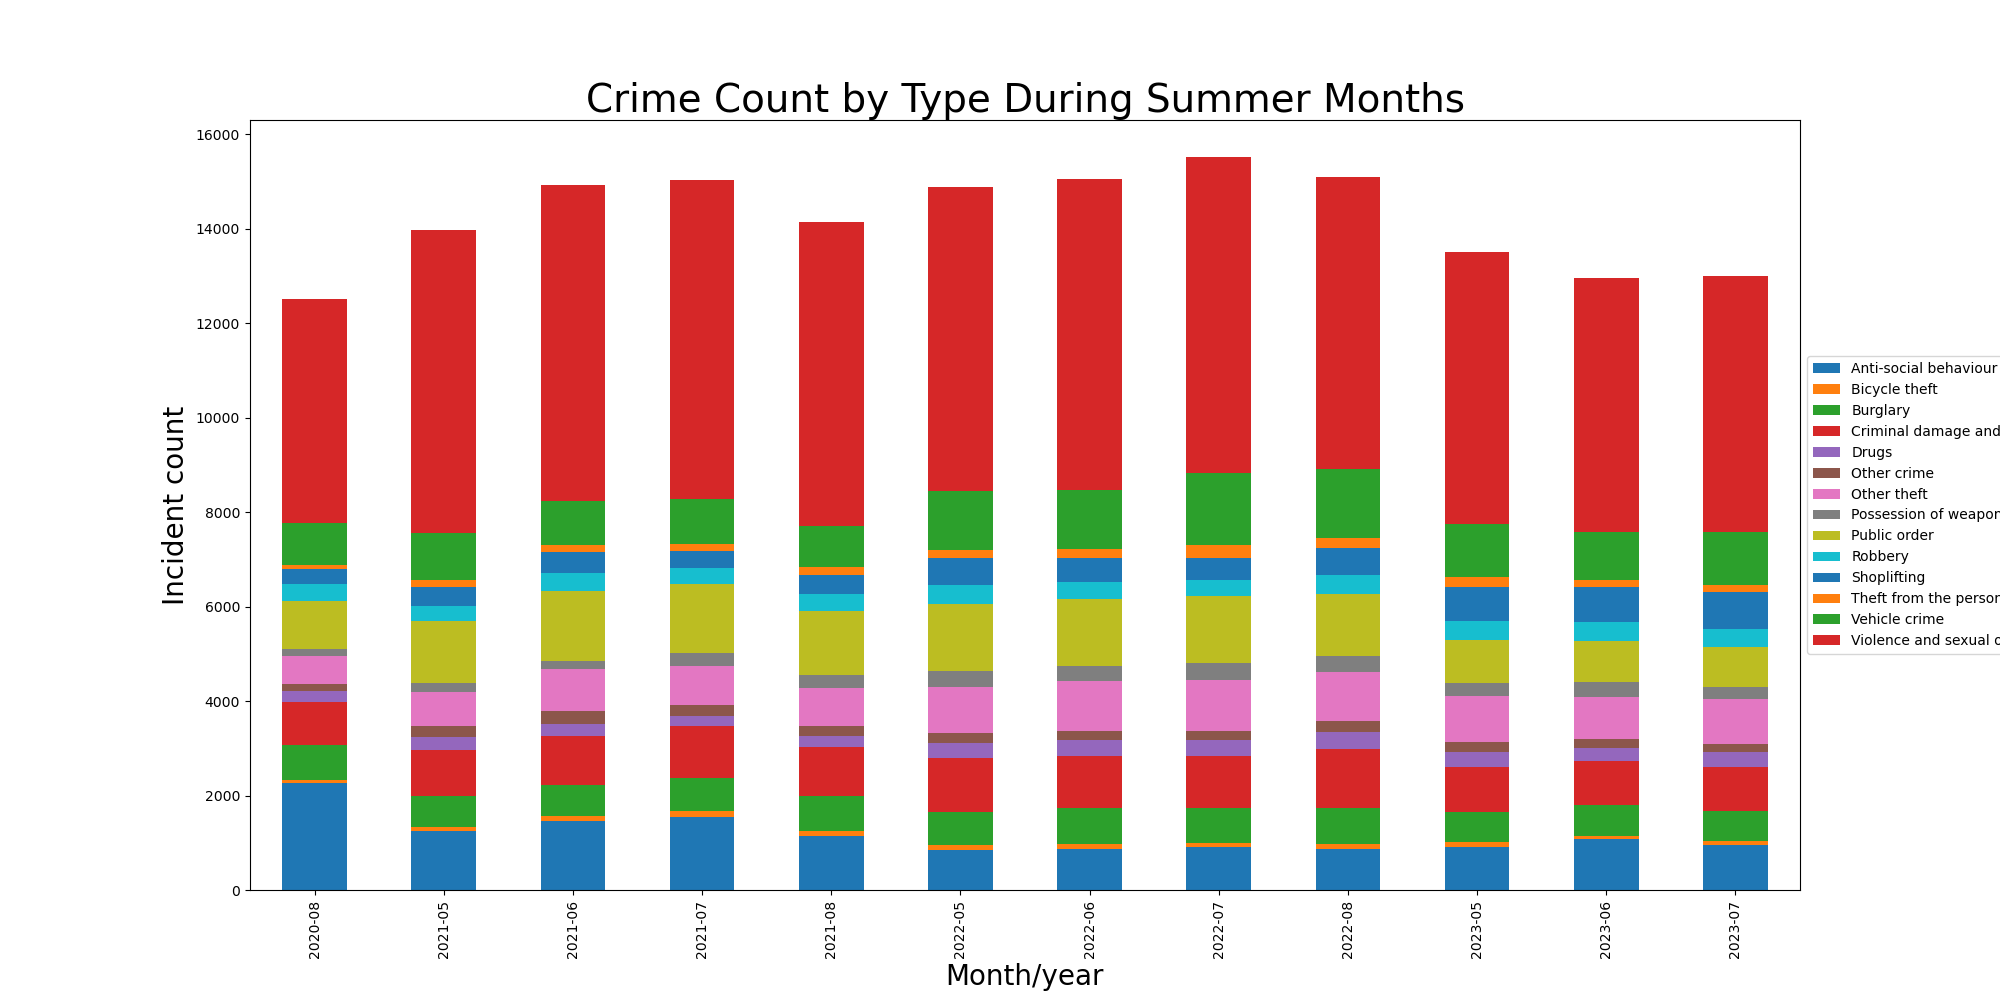 Crime Count by Type During Summer Months
Incident count
16000
14000
12000
10000
8000
6000
4000
2000
0
2020-08
2021-05
2021-06
2021-07
2021-08
2022-05
2022-06
2022-07
2022-08
2023-05
2023-06
2023-07
Month/year
Anti-social behaviour
Bicycle theft
Burglary
Criminal damage and
Drugs
Other crime
Other theft
Possession of weapon
Public order
Robbery
Shoplifting
Theft from the person
Vehicle crime
Violence and sexual